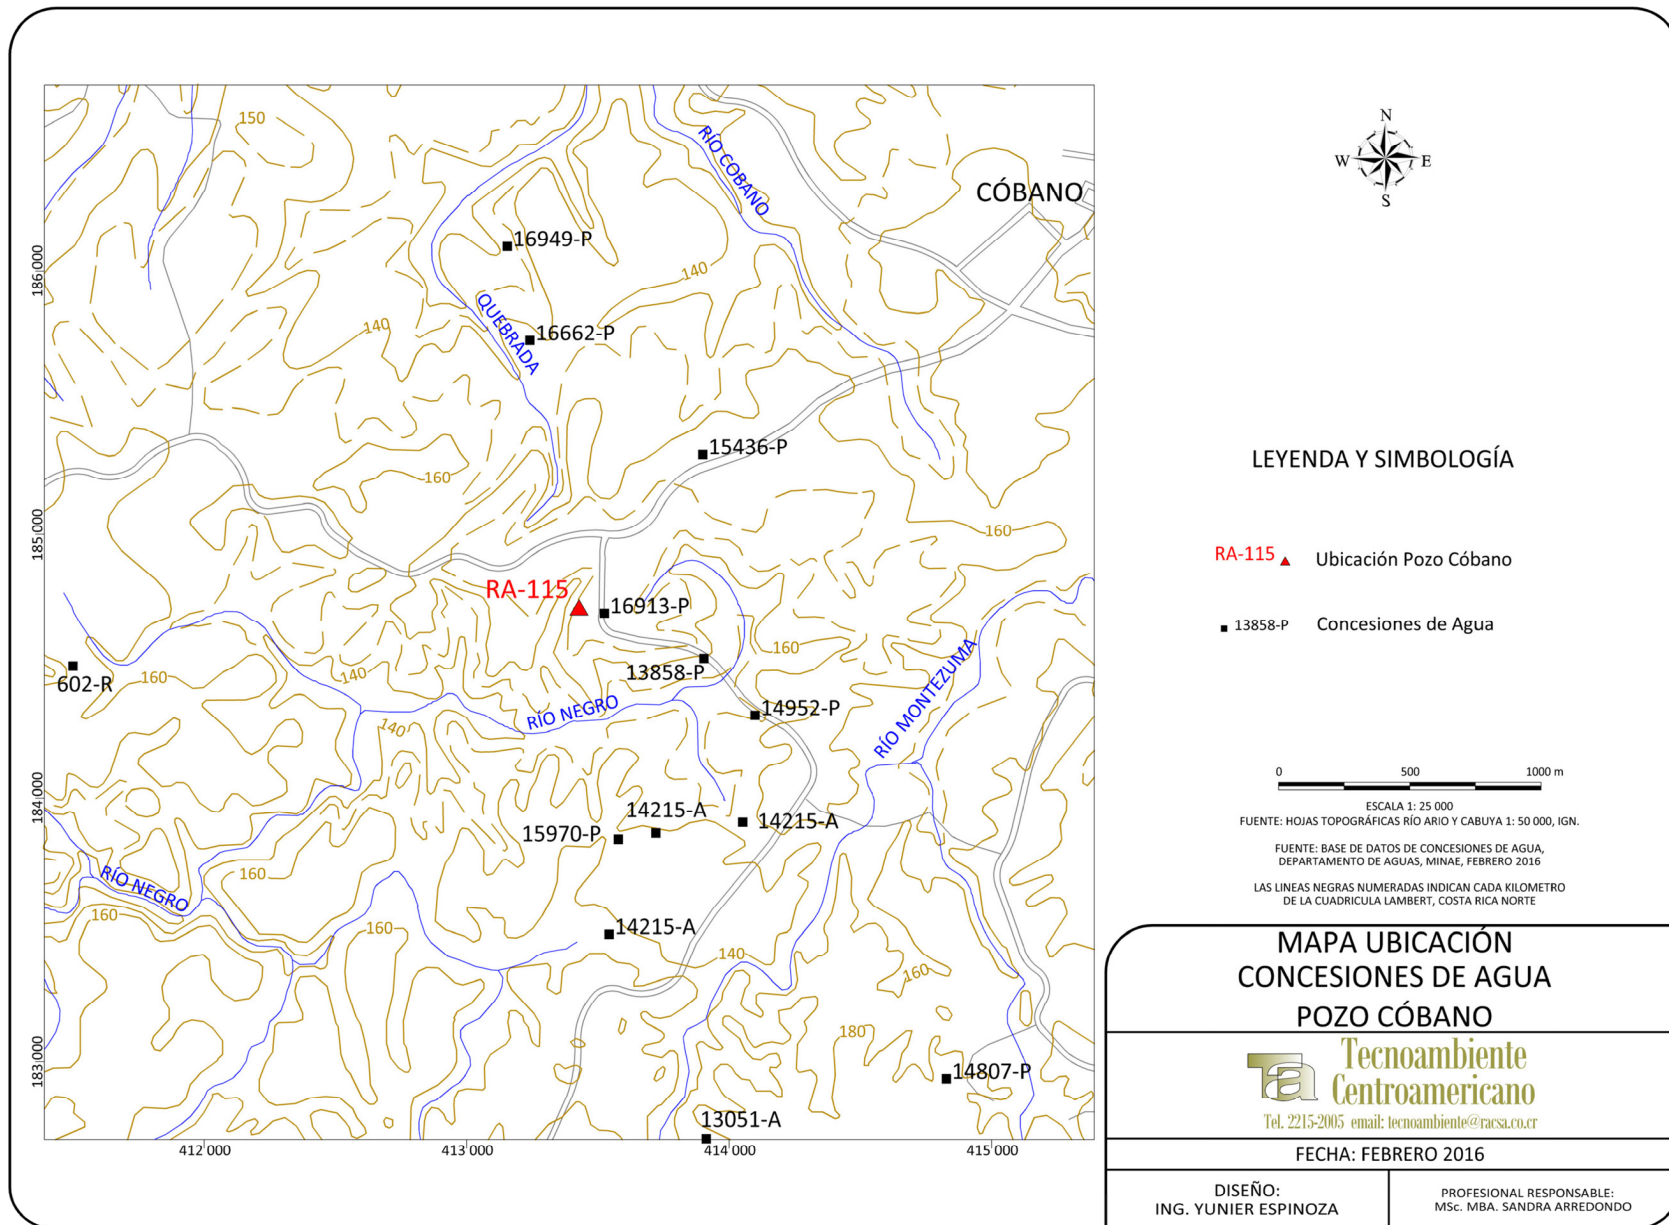 150
RÍO COBANO
CÓBANO
16949-P
186'000
140
QUEBRADA
140
16662-P
15436-P
160
185'000
160
RA-115
16913-P
160
13858-P
602-R
160
140
RÍO NEGRO
14952-P
RÍO MONTEZUMA
140
184'000
14215-A
15970-P
14215-A
160
RÍO NEGRO
160
160
14215-A
140
160
180
183'000
14807-P
13051-A
412'000
413'000
414'000
415'000
N
W
E
S
LEYENDA Y SIMBOLOGÍA
RA-115 Ubicación Pozo Cóbano
13858-P Concesiones de Agua
0 500 1000 m
ESCALA 1: 25 000
FUENTE: HOJAS TOPOGRÁFICAS RÍO ARIO Y CABUYA 1: 50 000, IGN.
FUENTE: BASE DE DATOS DE CONCESIONES DE AGUA,
DEPARTAMENTO DE AGUAS, MINAE, FEBRERO 2016
LAS LINEAS NEGRAS NUMERADAS INDICAN CADA KILOMETRO
DE LA CUADRICULA LAMBERT, COSTA RICA NORTE
MAPA UBICACIÓN
CONCESIONES DE AGUA
POZO CÓBANO
Ta
Tecnoambiente
Centroamericano
Tel. 2215-2005 email: tecnoambiente@racsa.co.cr
FECHA: FEBRERO 2016
DISEÑO:
ING. YUNIER ESPINOZA
PROFESIONAL RESPONSABLE:
MSc. MBA. SANDRA ARREDONDO